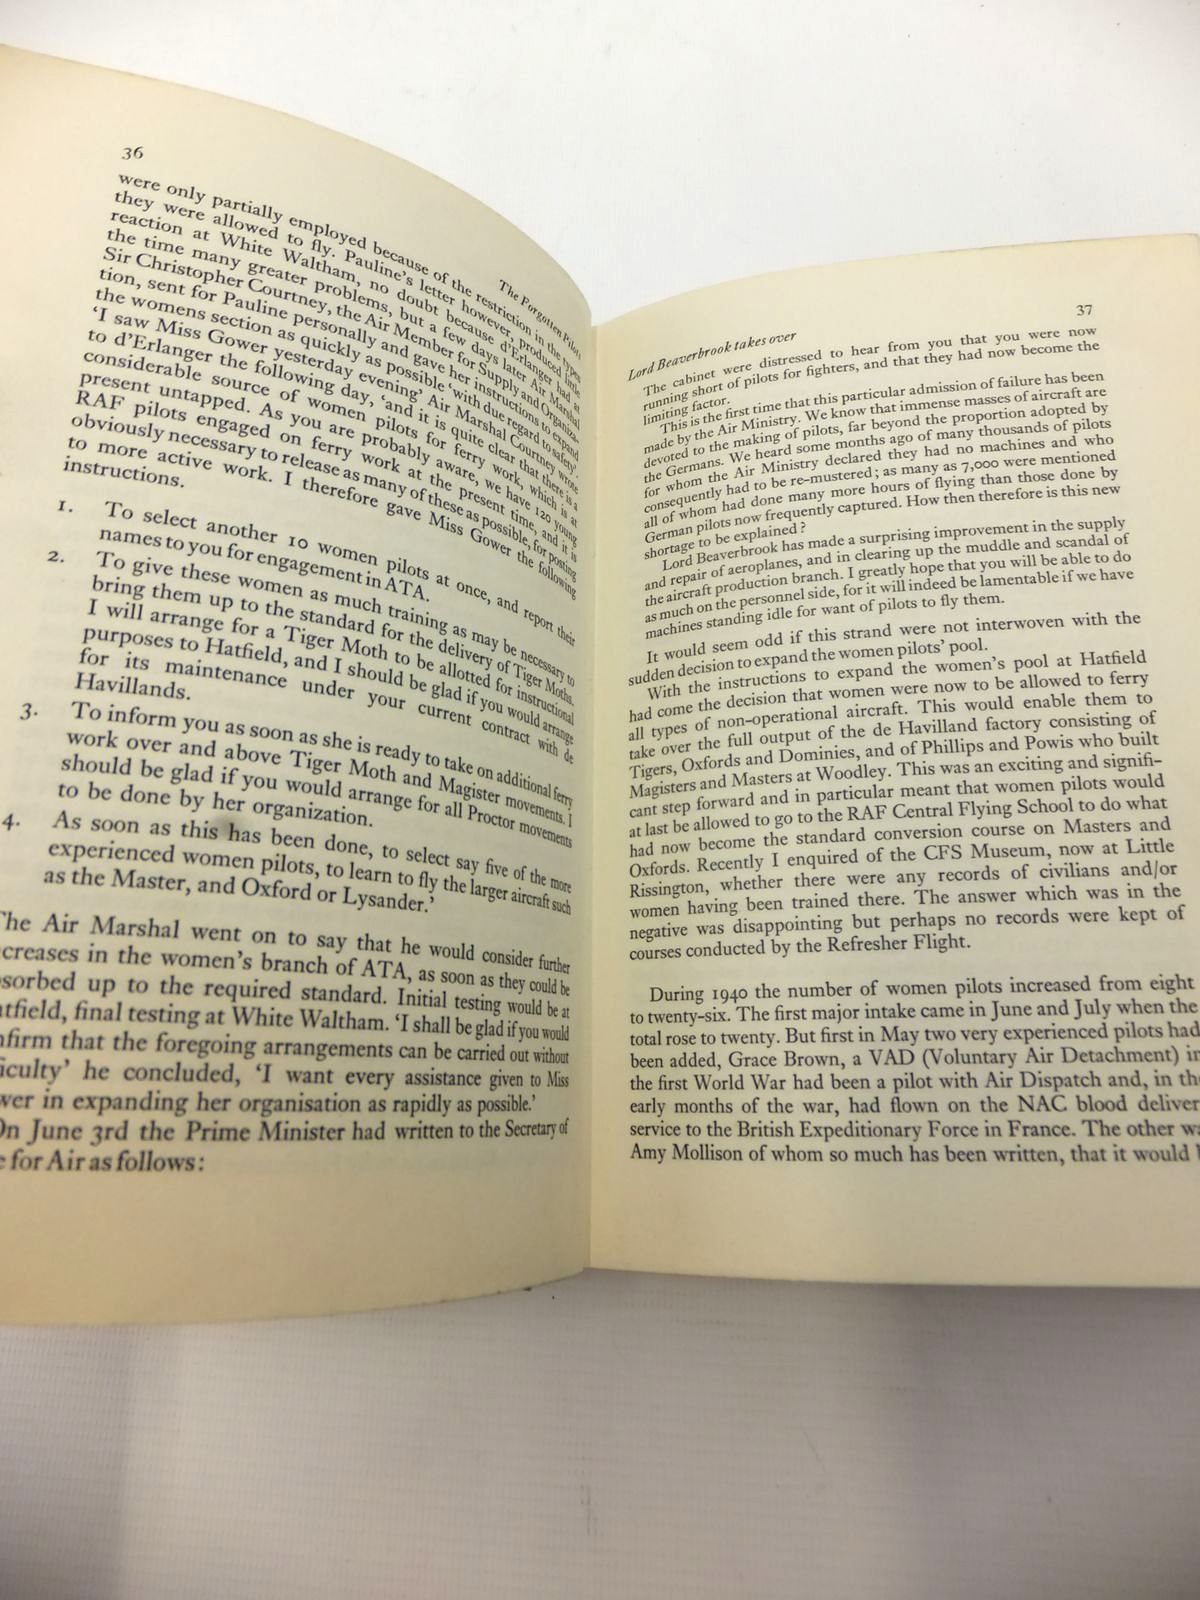 36
The Forgotten Pilots
were only partially employed because of the restriction in the types
they were allowed to fly. Pauline's letter however, produced little
reaction at White Waltham, no doubt because d'Erlanger had at
the time many greater problems, but a few days later Air Marshal
Sir Christopher Courtney, the Air Member for Supply and Organiza-
tion, sent for Pauline personally and gave her instructions to expand
the womens section as quickly as possible 'with due regard to safety'.
'I saw Miss Gower yesterday evening' Air Marshal Courtney wrote
to d'Erlanger the following day, 'and it is quite clear that there is a
considerable source of women pilots for ferry work, which is at
present untapped. As you are probably aware, we have 120 young
RAF pilots engaged on ferry work at the present time, and it is
obviously necessary to release as many of these as possible, for posting
to more active work. I therefore gave Miss Gower the following
instructions.
1. To select another 10 women pilots at once, and report their
names to you for engagement in ATA.
2. To give these women as much training as may be necessary to
bring them up to the standard for the delivery of Tiger Moths.
I will arrange for a Tiger Moth to be allotted for instructional
purposes to Hatfield, and I should be glad if you would arrange
for its maintenance under your current contract with de
Havillands.
3. To inform you as soon as she is ready to take on additional ferry
work over and above Tiger Moth and Magister movements. I
should be glad if you would arrange for all Proctor movements
to be done by her organization.
4. As soon as this has been done, to select say five of the more
experienced women pilots, to learn to fly the larger aircraft such
as the Master, and Oxford or Lysander.'
The Air Marshal went on to say that he would consider further
creases in the women's branch of ATA, as soon as they could be
sorbed up to the required standard. Initial testing would be at
tfield, final testing at White Waltham. 'I shall be glad if you would
nfirm that the foregoing arrangements can be carried out without
iculty' he concluded, 'I want every assistance given to Miss
wer in expanding her organisation as rapidly as possible.'
On June 3rd the Prime Minister had written to the Secretary of
e for Air as follows:
Lord Beaverbrook takes over
37
The cabinet were distressed to hear from you that you were now
running short of pilots for fighters, and that they had now become the
limiting factor.
This is the first time that this particular admission of failure has been
made by the Air Ministry. We know that immense masses of aircraft are
devoted to the making of pilots, far beyond the proportion adopted by
the Germans. We heard some months ago of many thousands of pilots
for whom the Air Ministry declared they had no machines and who
consequently had to be re-mustered; as many as 7,000 were mentioned
all of whom had done many more hours of flying than those done by
German pilots now frequently captured. How then therefore is this new
shortage to be explained?
Lord Beaverbrook has made a surprising improvement in the supply
and repair of aeroplanes, and in clearing up the muddle and scandal of
the aircraft production branch. I greatly hope that you will be able to do
as much on the personnel side, for it will indeed be lamentable if we have
machines standing idle for want of pilots to fly them.
It would seem odd if this strand were not interwoven with the
sudden decision to expand the women pilots' pool.
With the instructions to expand the women's pool at Hatfield
had come the decision that women were now to be allowed to ferry
all types of non-operational aircraft. This would enable them to
take over the full output of the de Havilland factory consisting of
Tigers, Oxfords and Dominies, and of Phillips and Powis who built
Magisters and Masters at Woodley. This was an exciting and signifi-
cant step forward and in particular meant that women pilots would
at last be allowed to go to the RAF Central Flying School to do what
had now become the standard conversion course on Masters and
Oxfords. Recently I enquired of the CFS Museum, now at Little
Rissington, whether there were any records of civilians and/or
women having been trained there. The answer which was in the
negative was disappointing but perhaps no records were kept of
courses conducted by the Refresher Flight.
During 1940 the number of women pilots increased from eight
to twenty-six. The first major intake came in June and July when the
total rose to twenty. But first in May two very experienced pilots had
been added, Grace Brown, a VAD (Voluntary Air Detachment) in
the first World War had been a pilot with Air Dispatch and, in the
early months of the war, had flown on the NAC blood deliver
service to the British Expeditionary Force in France. The other wa
Amy Mollison of whom so much has been written, that it would b